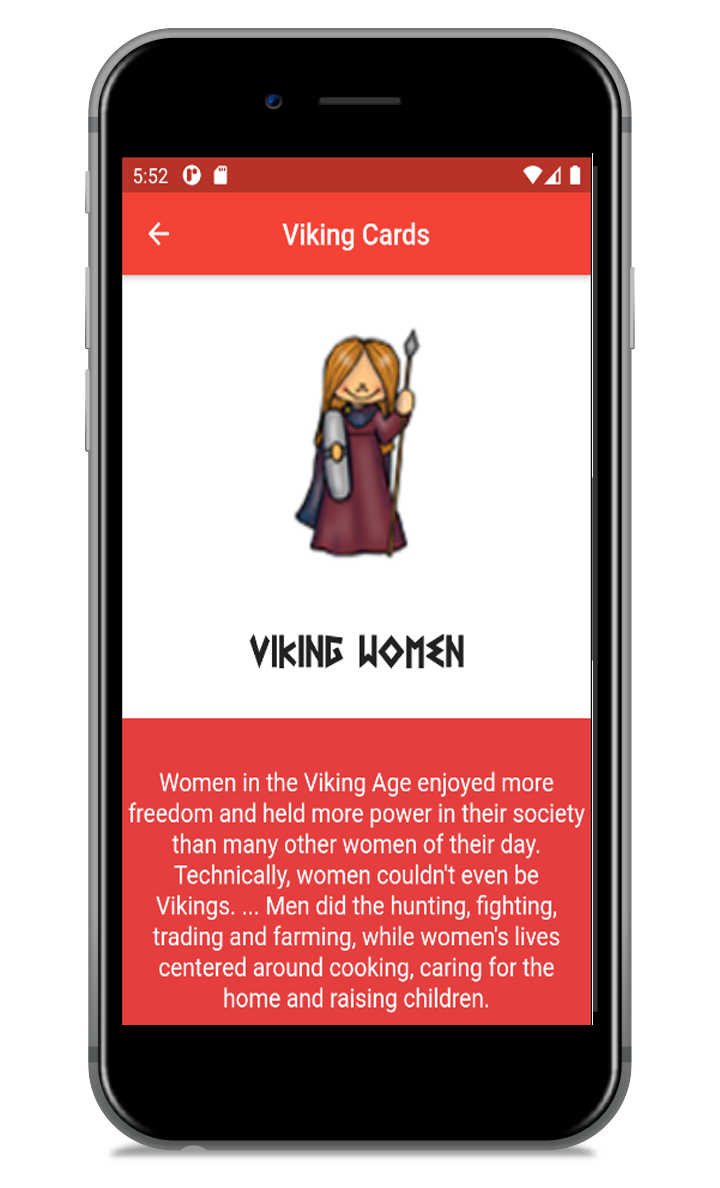 5:52
Viking Cards
VIKING WOMEN
Women in the Viking Age enjoyed more
freedom and held more power in their society
than many other women of their day.
Technically, women couldn't even be
Vikings. ... Men did the hunting, fighting,
trading and farming, while women's lives
centered around cooking, caring for the
home and raising children.